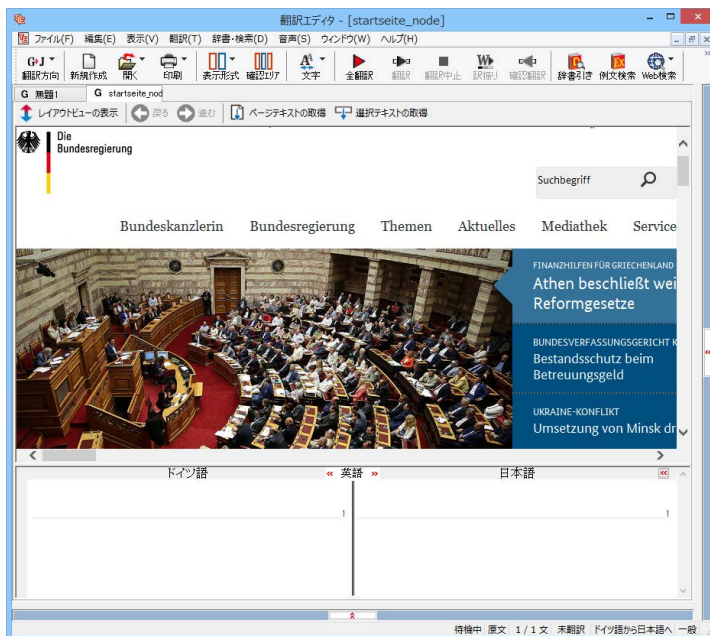 翻訳エディタ - [startseite_node]
ファイル(F) 編集(E) 表示(V) 翻訳(T) 辞書・検索(D) 音声(S) ウィンドウ(W) ヘルプ(H)
G›J
翻訳方向 新規作成 開く 印刷 表示形式 確認エリア 文字 全翻訳 翻訳 翻訳中止 訳振り 確認翻訳 辞書引き 例文検索 Web検索
G 無題1 G startseite_nod
レイアウトビューの表示 戻る 進む ページテキストの取得 選択テキストの取得
Die
Bundesregierung
Suchbegriff
Bundeskanzlerin Bundesregierung Themen Aktuelles Mediathek Service
FINANZHILFEN FÜR GRIECHENLAND
Athen beschließt wei
Reformgesetze
BUNDESVERFASSUNGSGERICHT K
Bestandsschutz beim
Betreuungsgeld
UKRAINE-KONFLIKT
Umsetzung von Minsk dr
ドイツ語 « 英語 » 日本語
1 1
待機中 原文 1 / 1 文 未翻訳 ドイツ語から日本語へ 一般